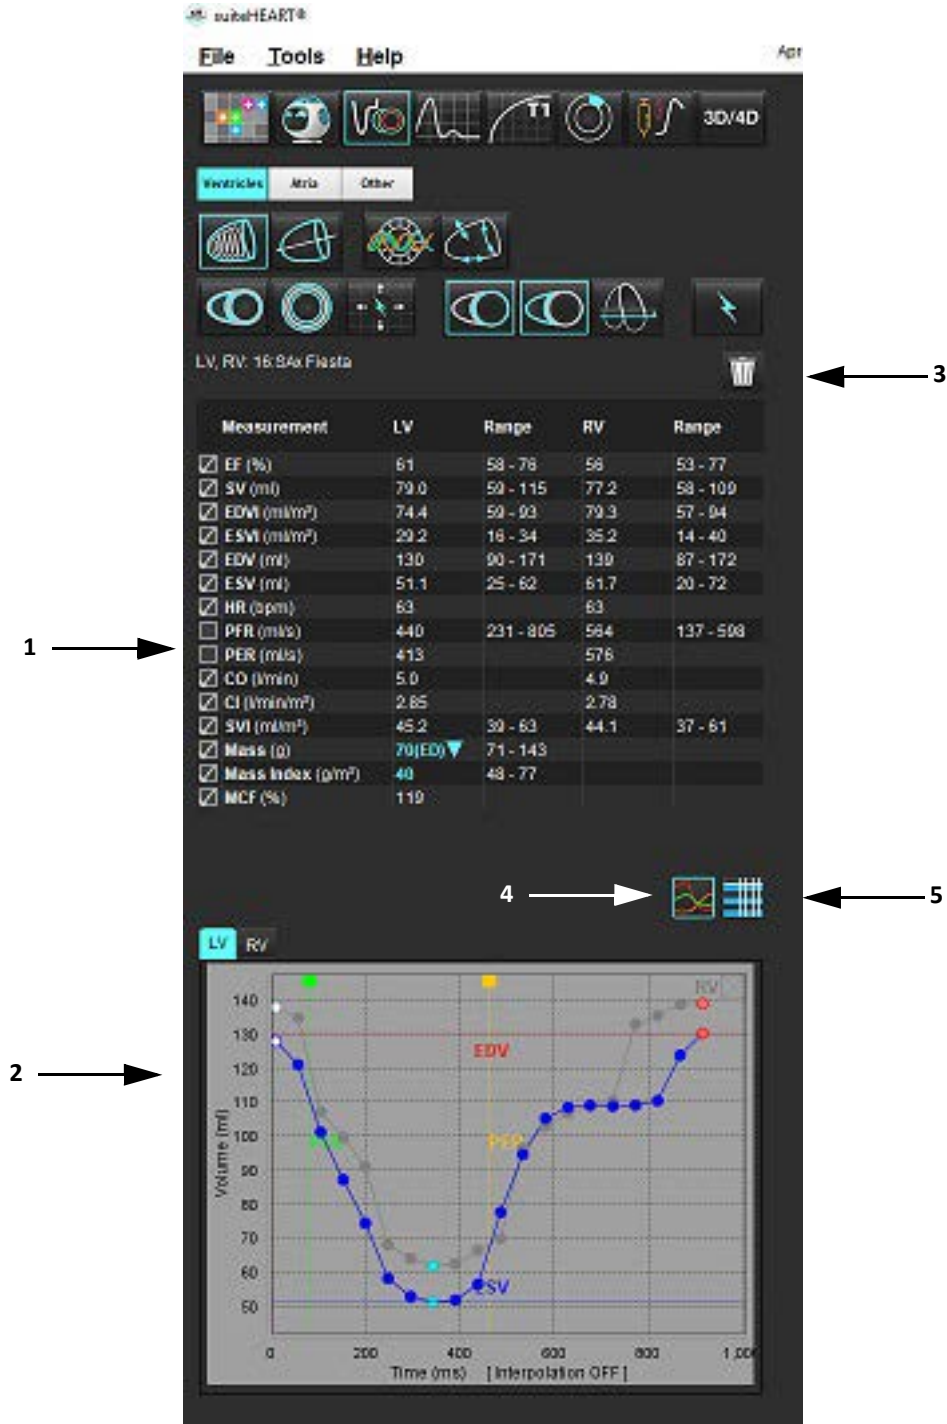 suiteHEART®
File Tools Help Apr
T1 3D/4D
Ventricles Atria Other
LV, RV: 16:SAx Fiesta
3
Measurement LV Range RV Range
EF (%) 61 58 - 76 56 53 - 77
SV (ml) 79.0 59 - 115 77.2 58 - 109
EDVI (ml/m²) 74.4 59 - 93 79.3 57 - 94
ESVI (ml/m²) 29.2 16 - 34 35.2 14 - 40
EDV (ml) 130 90 - 171 139 87 - 172
ESV (ml) 51.1 25 - 62 61.7 20 - 72
HR (bpm) 63 63
PFR (ml/s) 440 231 - 805 564 137 - 598
1
PER (ml/s) 413 576
CO (l/min) 5.0 4.9
CI (l/min/m²) 2.85 2.78
SVI (ml/m²) 45.2 39 - 63 44.1 37 - 61
Mass (g) 70(ED) 71 - 143
Mass Index (g/m²) 40 48 - 77
MCF (%) 119
4 5
LV RV
RV
140
130
EDV
120
2
110
100
PFR
90
80
70
60
ESV
50
Volume (ml)
0 200 400 600 800 1,00
Time (ms) [ Interpolation OFF ]